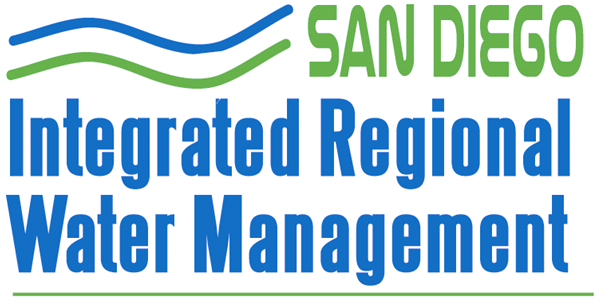 SAN DIEGO
Integrated Regional
Water Management